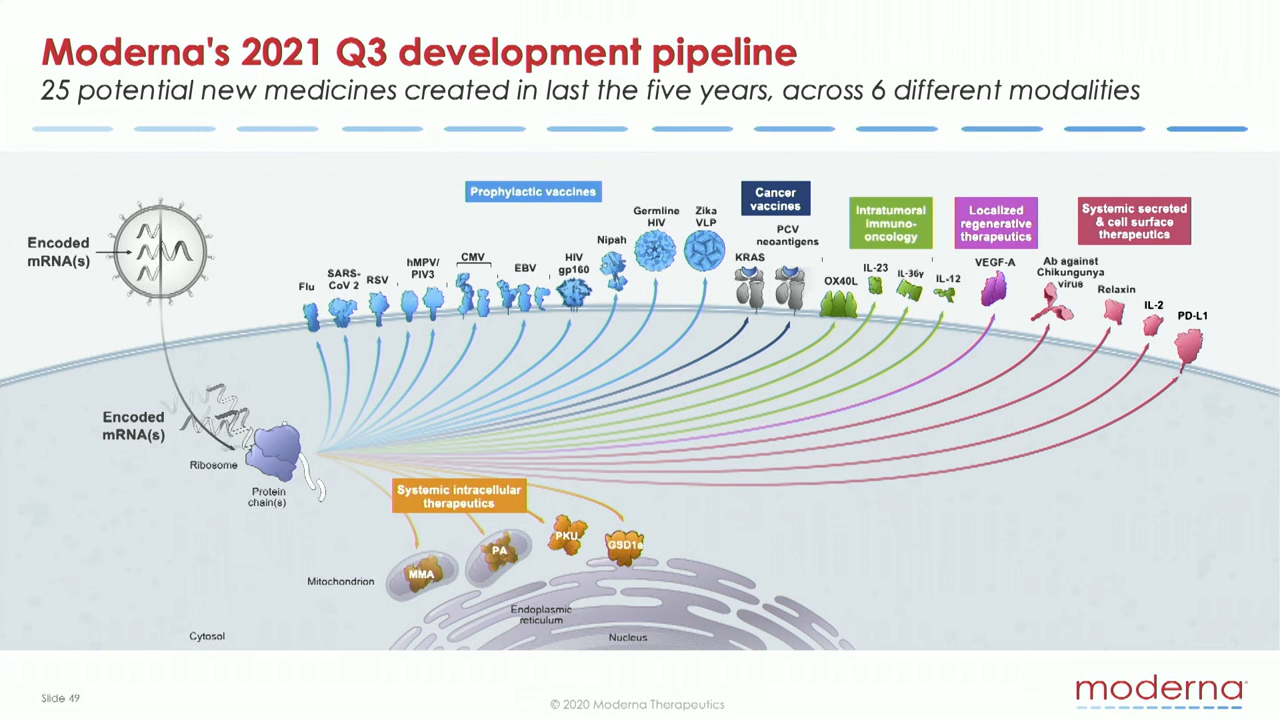 Moderna's 2021 Q3 development pipeline
25 potential new medicines created in last the five years, across 6 different modalities
Prophylactic vaccines
Cancer
vaccines
Intratumoral
immuno-
oncology
Localized
regenerative
therapeutics
Systemic secreted
& cell surface
therapeutics
Encoded
mRNA(s)
Flu
SARS-
CoV 2
RSV
hMPV/
PIV3
CMV
EBV
HIV
gp160
Nipah
Germline
HIV
Zika
VLP
KRAS
PCV
neoantigens
OX40L
IL-23
IL-36γ
IL-12
VEGF-A
Ab against
Chikungunya
virus
Relaxin
IL-2
PD-L1
Encoded
mRNA(s)
Ribosome
Protein
chain(s)
Systemic intracellular
therapeutics
MMA
PA
PKU
GSD1a
Mitochondrion
Endoplasmic
reticulum
Nucleus
Cytosol
Slide 49
© 2020 Moderna Therapeutics
moderna